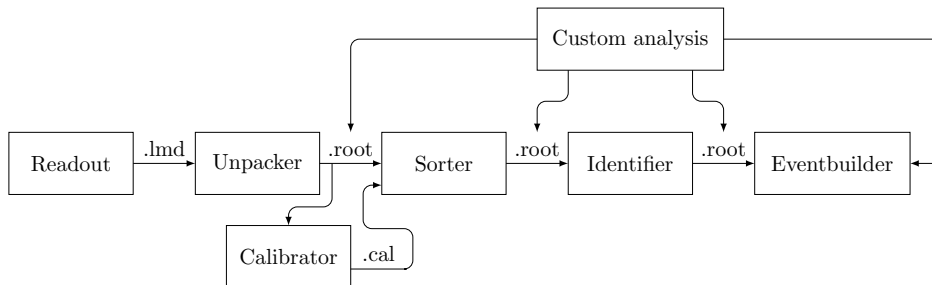 Custom analysis
Readout
.lmd
Unpacker
.root
Sorter
.root
Identifier
.root
Eventbuilder
Calibrator
.cal